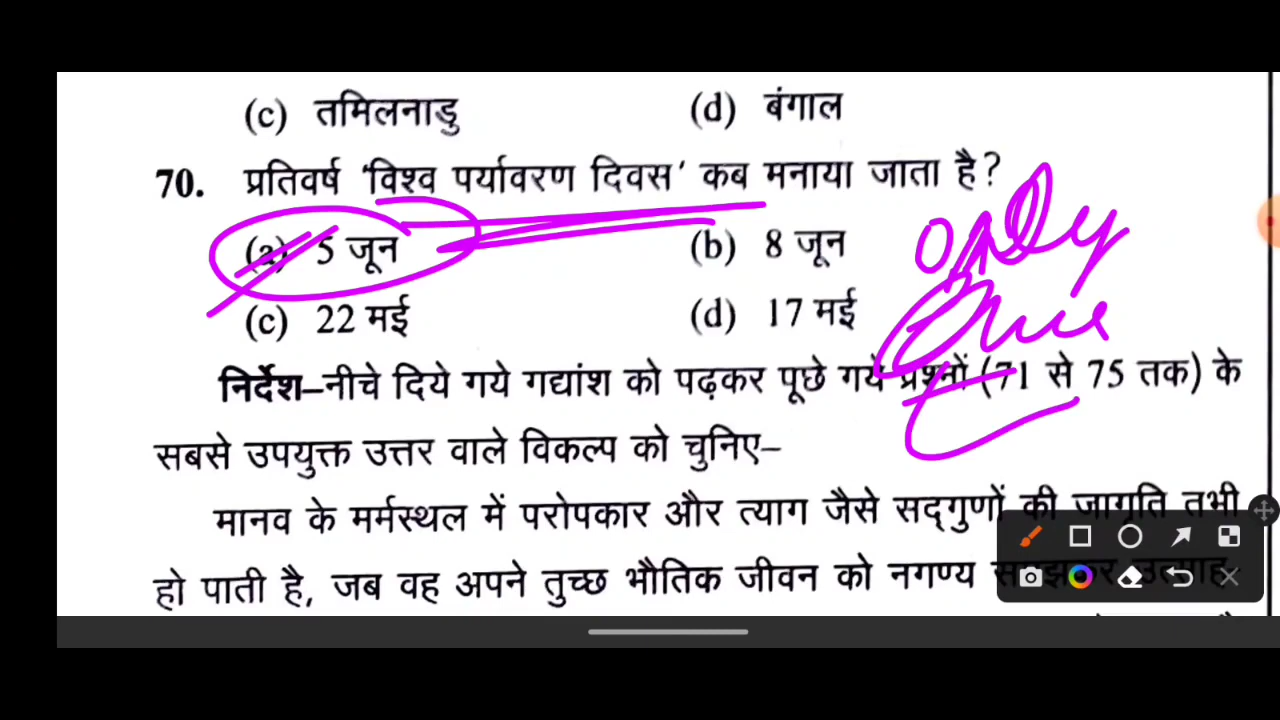 (c) तमिलनाडु (d) बंगाल
70. प्रतिवर्ष 'विश्व पर्यावरण दिवस' कब मनाया जाता है?
(a) 5 जून (b) 8 जून
only
(c) 22 मई (d) 17 मई
निर्देश–नीचे दिये गये गद्यांश को पढ़कर पूछे गये प्रश्नों (71 से 75 तक) के
सबसे उपयुक्त उत्तर वाले विकल्प को चुनिए–
मानव के मर्मस्थल में परोपकार और त्याग जैसे सद्‌गुणों की जागृति तभी
हो पाती है, जब वह अपने तुच्छ भौतिक जीवन को नगण्य